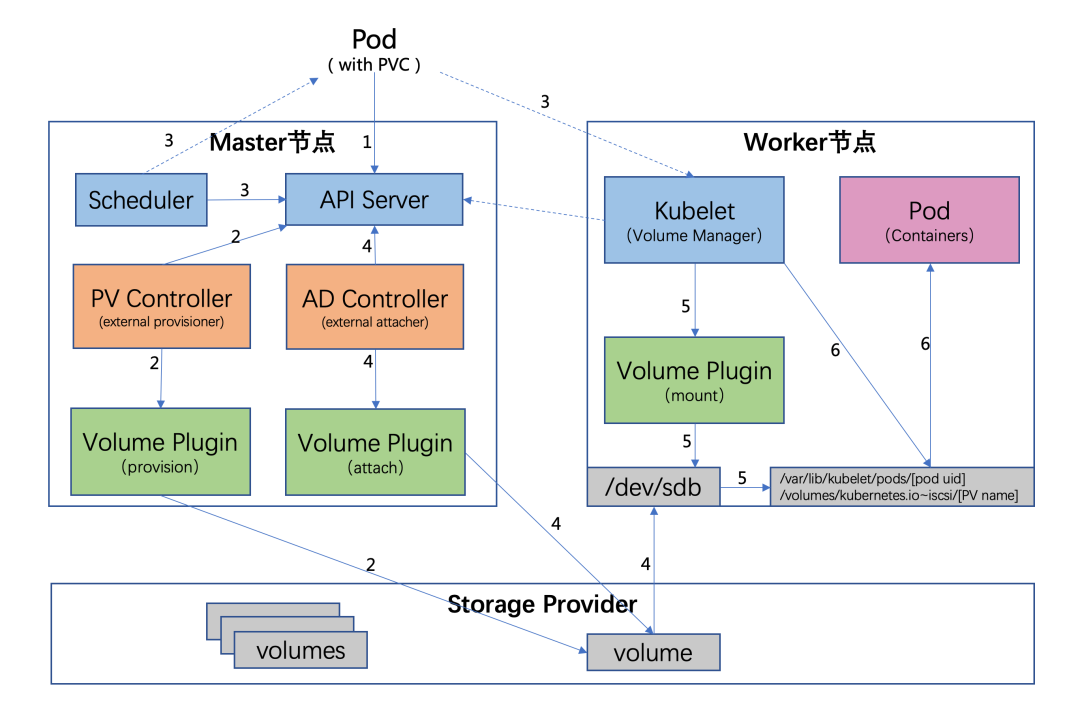 Pod
( with PVC )
3
3
1
Master节点
Worker节点
Scheduler
3
API Server
Kubelet
(Volume Manager)
Pod
(Containers)
2
4
PV Controller
(external provisioner)
AD Controller
(external attacher)
5
2
4
6
6
Volume Plugin
(mount)
Volume Plugin
(provision)
Volume Plugin
(attach)
5
/dev/sdb
5
/var/lib/kubelet/pods/[pod uid]
/volumes/kubernetes.io~iscsi/[PV name]
4
2
4
Storage Provider
volumes
volume